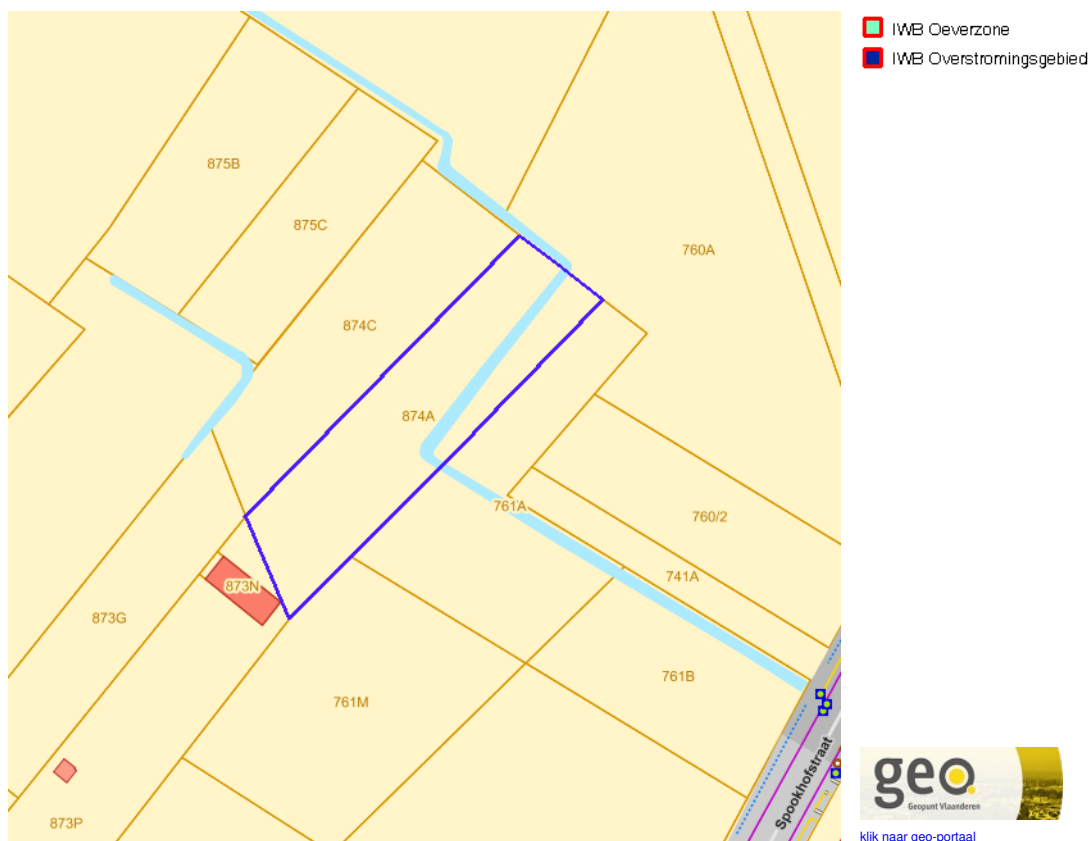 IWB Oeverzone
IWB Overstromingsgebied
875B
875C
760A
874C
874A
761A
760/2
741A
873N
873G
761B
761M
Spookhofstraat
873P
geo
Geopunt Vlaanderen
klik naar geo-portaal